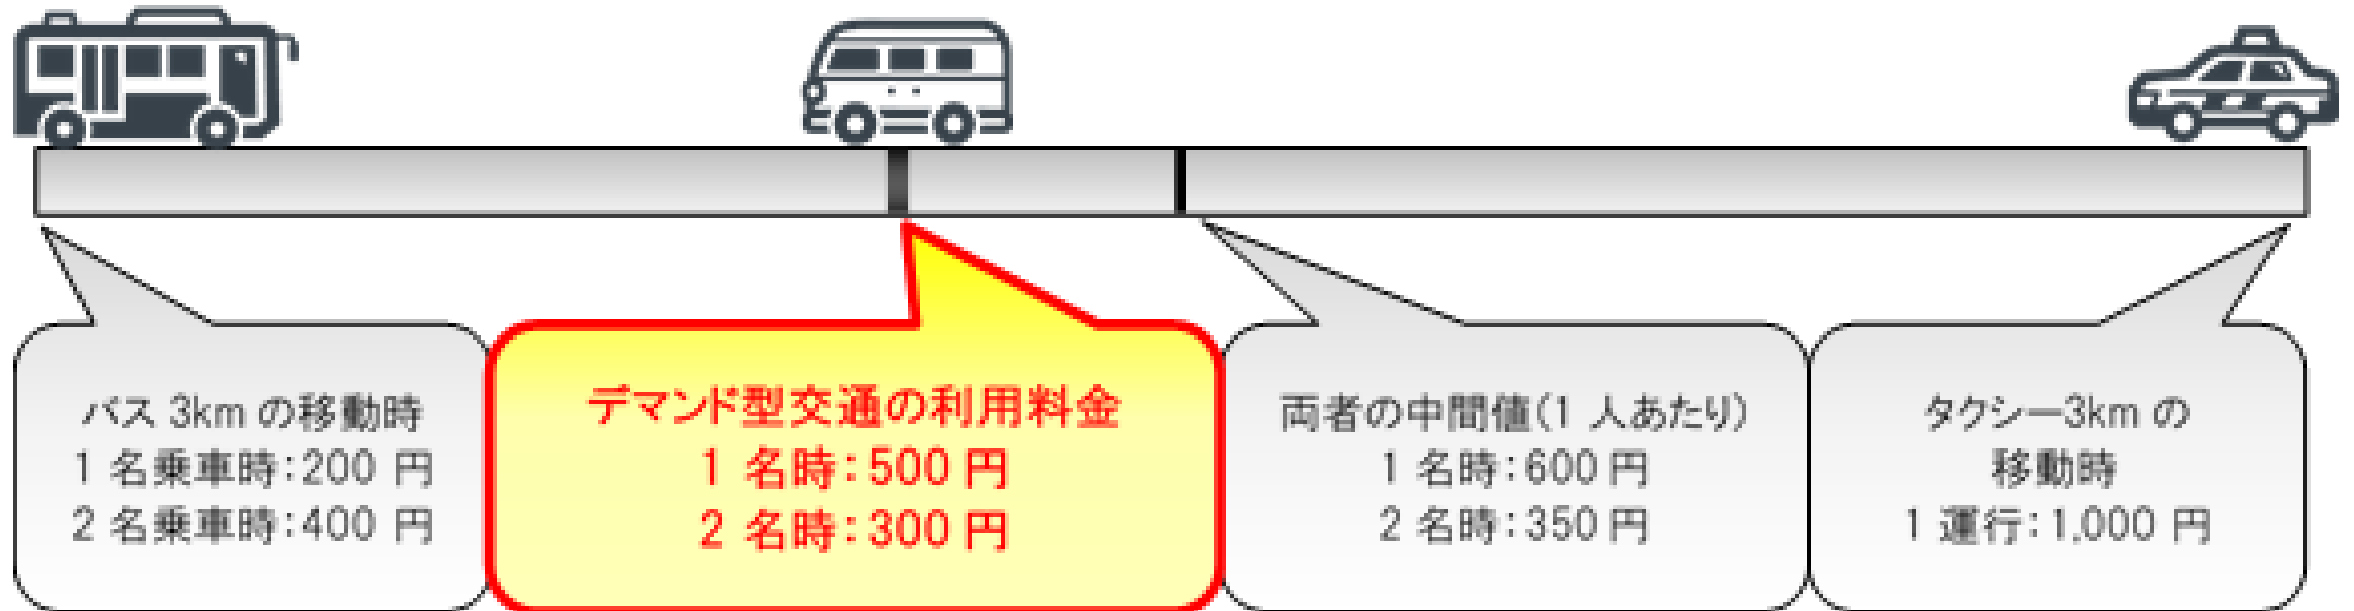 バス 3km の移動時
1 名乗車時：200 円
2 名乗車時：400 円
デマンド型交通の利用料金
1 名時：500 円
2 名時：300 円
両者の中間値（1 人あたり）
1 名時：600 円
2 名時：350 円
タクシー3km の
移動時
1 運行：1,000 円